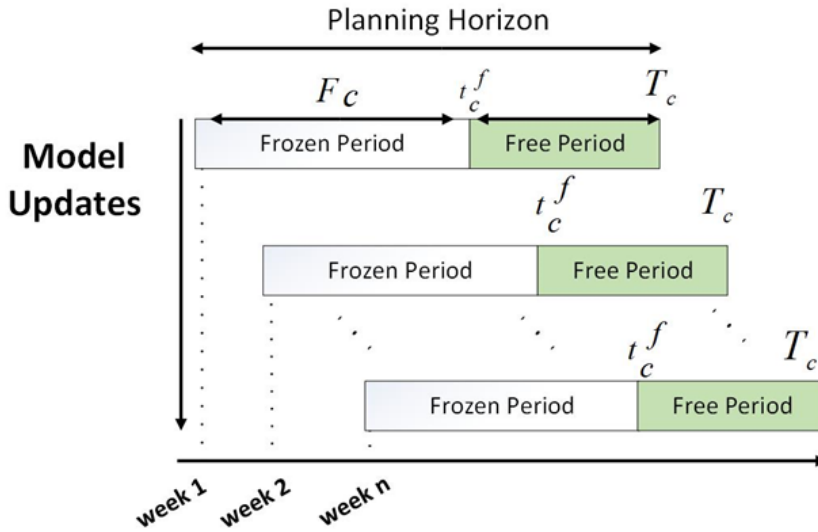 Planning Horizon
F c t_c^f T_c
Model
Updates
Frozen Period Free Period
t_c^f T_c
Frozen Period Free Period
t_c^f T_c
Frozen Period Free Period
week 1 week 2 week n